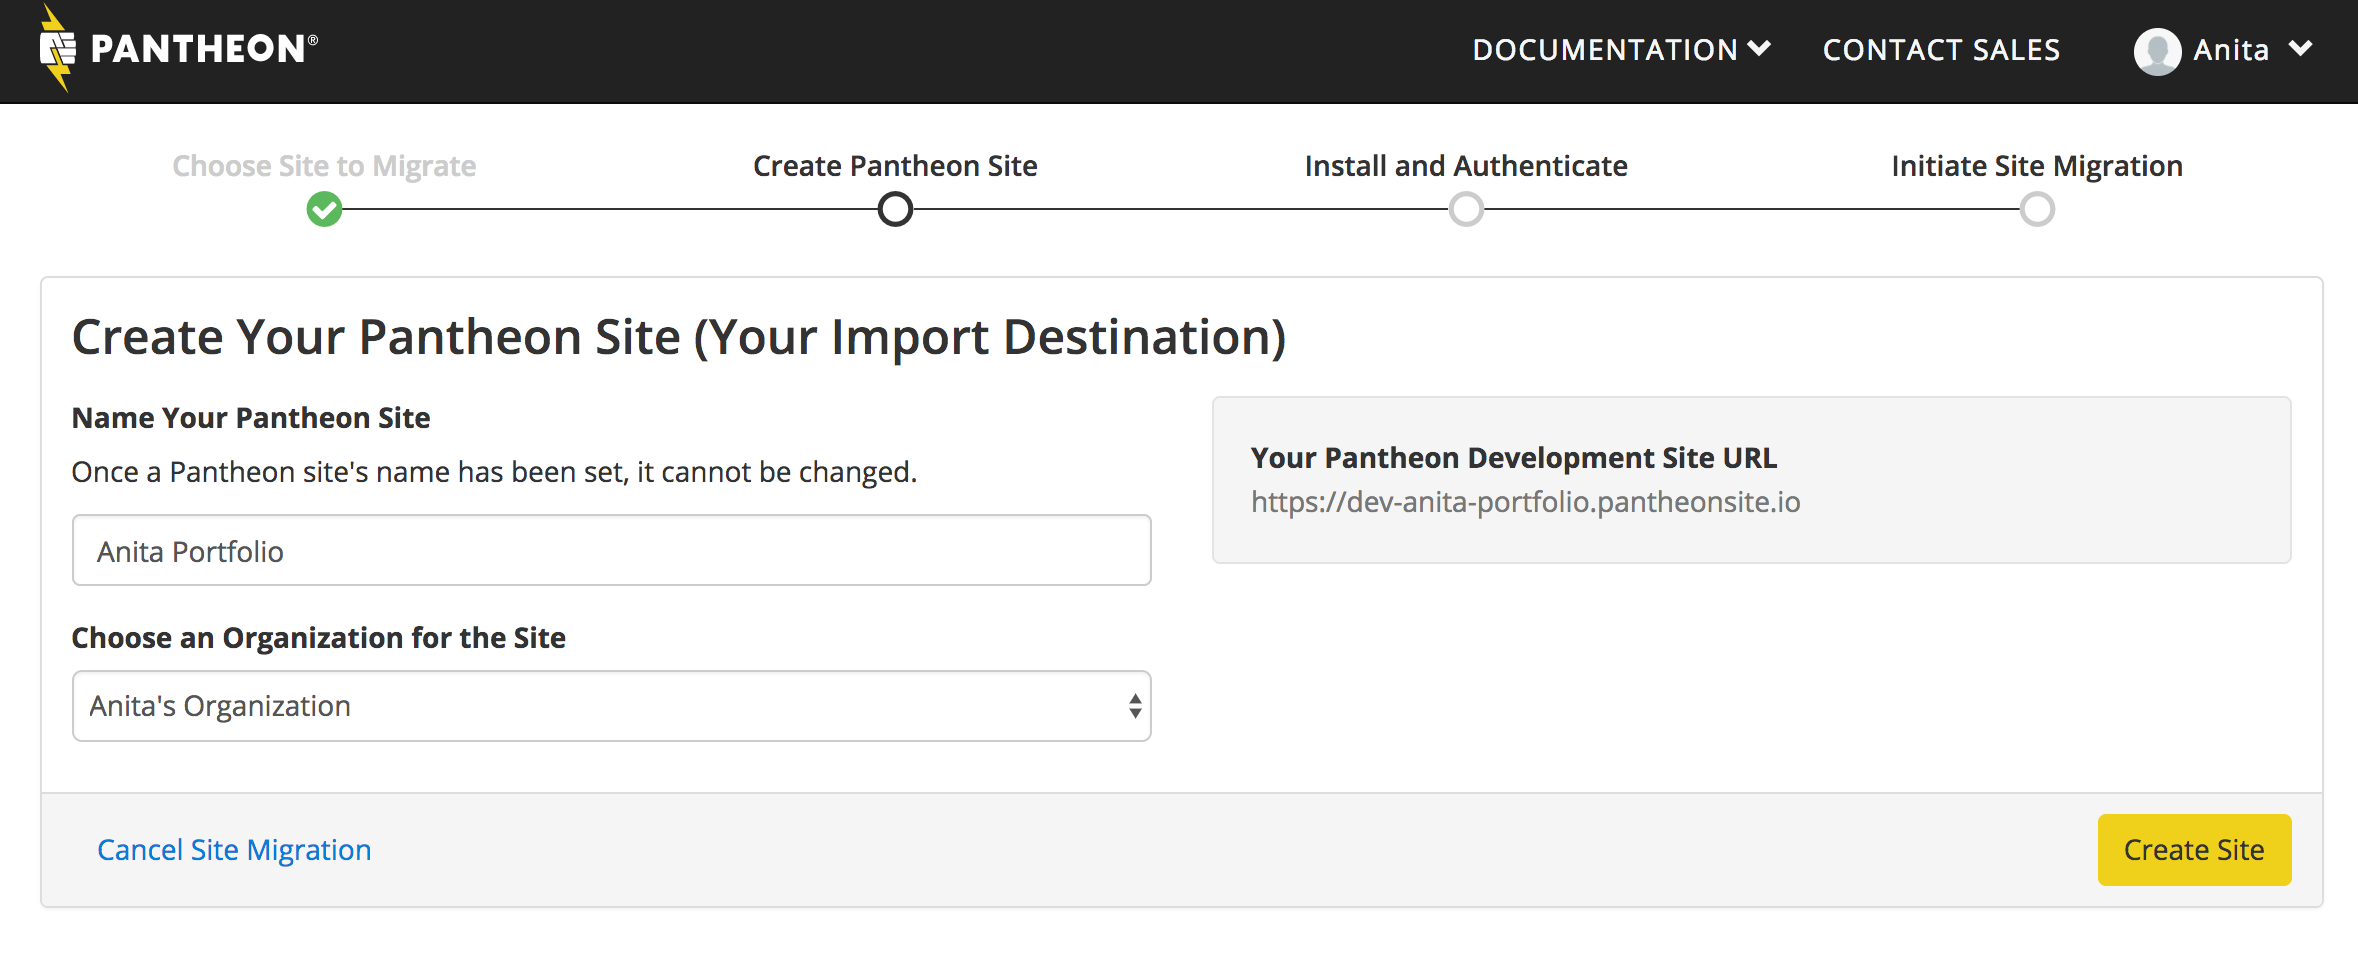 PANTHEON®
DOCUMENTATION
CONTACT SALES
Anita
Choose Site to Migrate
Create Pantheon Site
Install and Authenticate
Initiate Site Migration
Create Your Pantheon Site (Your Import Destination)
Name Your Pantheon Site
Once a Pantheon site's name has been set, it cannot be changed.
Anita Portfolio
Choose an Organization for the Site
Anita's Organization
Your Pantheon Development Site URL
https://dev-anita-portfolio.pantheonsite.io
Cancel Site Migration
Create Site